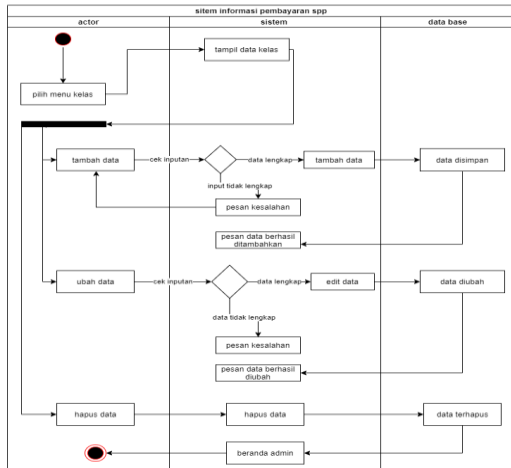 sitem informasi pembayaran spp
actor
sistem
data base
tampil data kelas
pilih menu kelas
tambah data
cek inputan
data lengkap
tambah data
data disimpan
input tidak lengkap
pesan kesalahan
pesan data berhasil
ditambahkan
ubah data
cek inputan
data lengkap
edit data
data diubah
data tidak lengkap
pesan kesalahan
pesan data berhasil
diubah
hapus data
hapus data
data terhapus
beranda admin